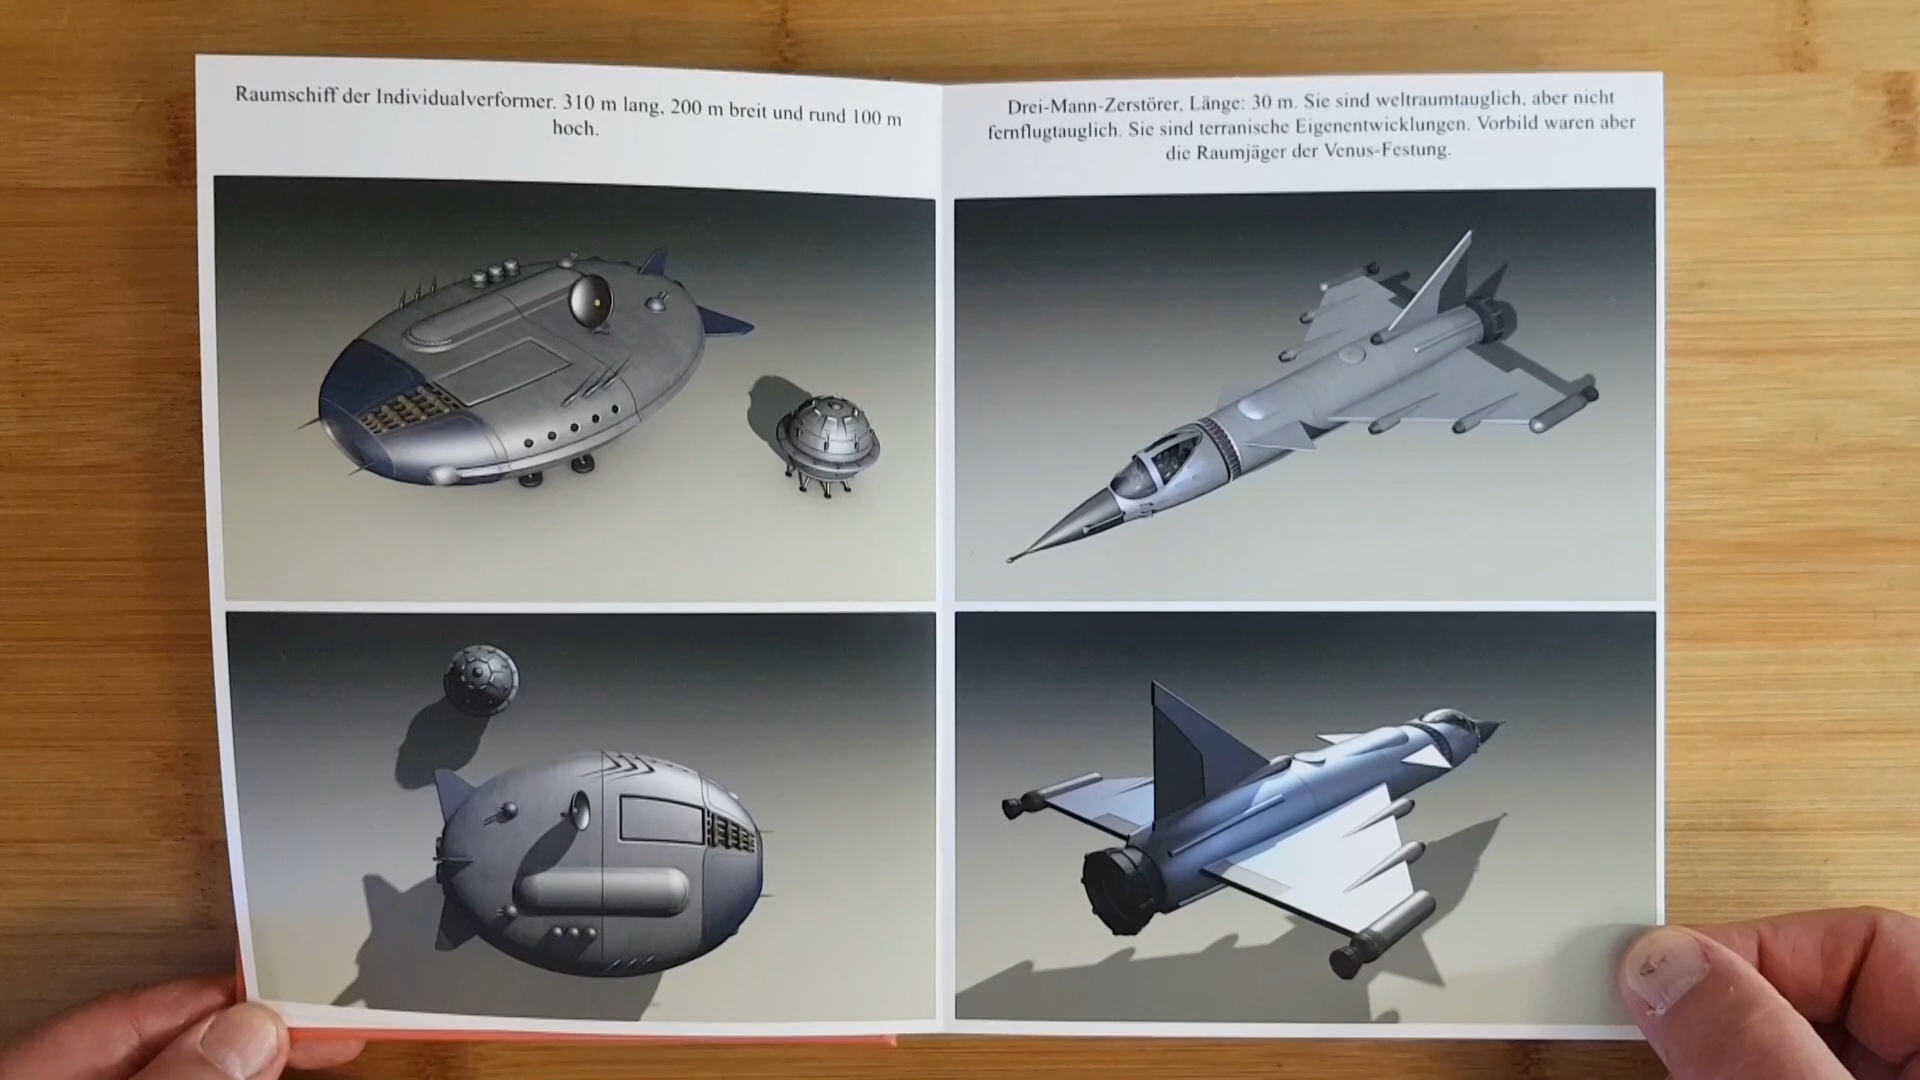 Raumschiff der Individualverformer. 310 m lang, 200 m breit und rund 100 m
hoch.
Drei-Mann-Zerstörer, Länge: 30 m. Sie sind weltraumtauglich, aber nicht
fernflugtauglich. Sie sind terranische Eigenentwicklungen. Vorbild waren aber
die Raumjäger der Venus-Festung.